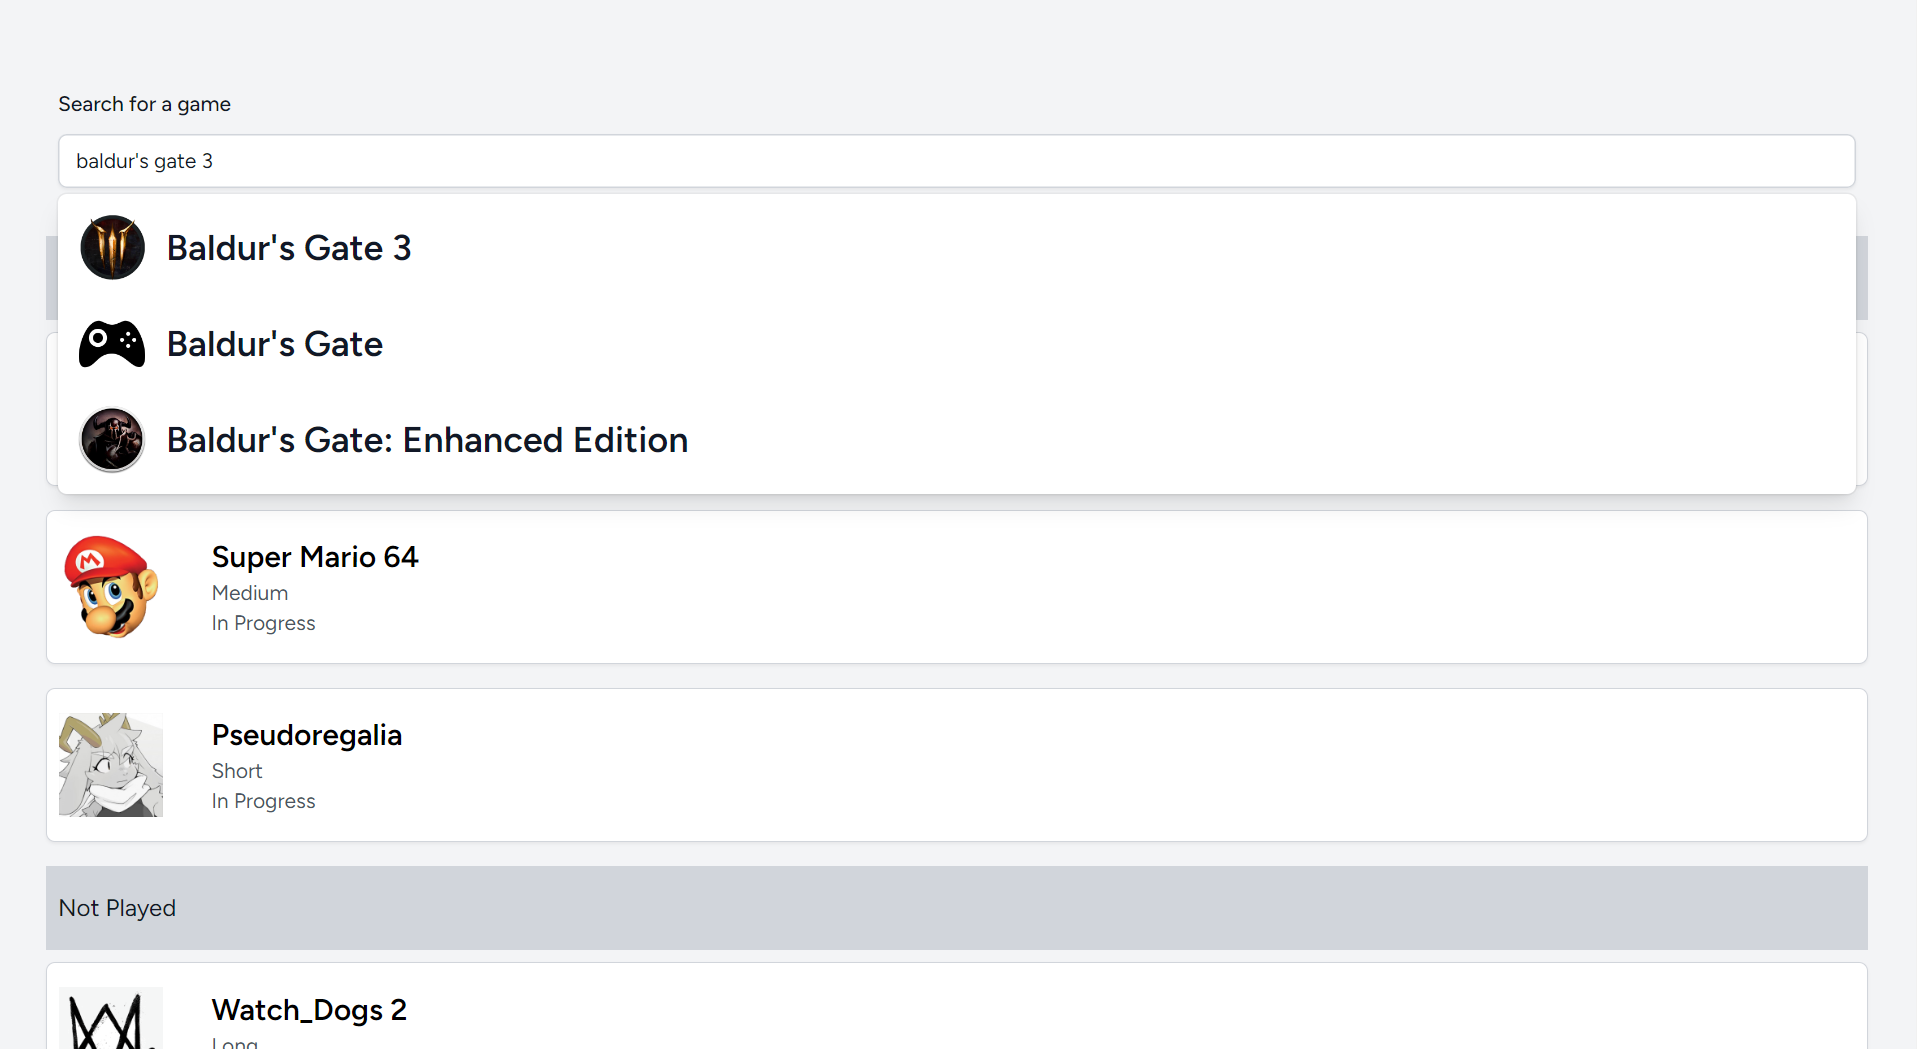 Search for a game
baldur's gate 3
Baldur's Gate 3
Baldur's Gate
Baldur's Gate: Enhanced Edition
Super Mario 64
Medium
In Progress
Pseudoregalia
Short
In Progress
Not Played
Watch_Dogs 2
Long